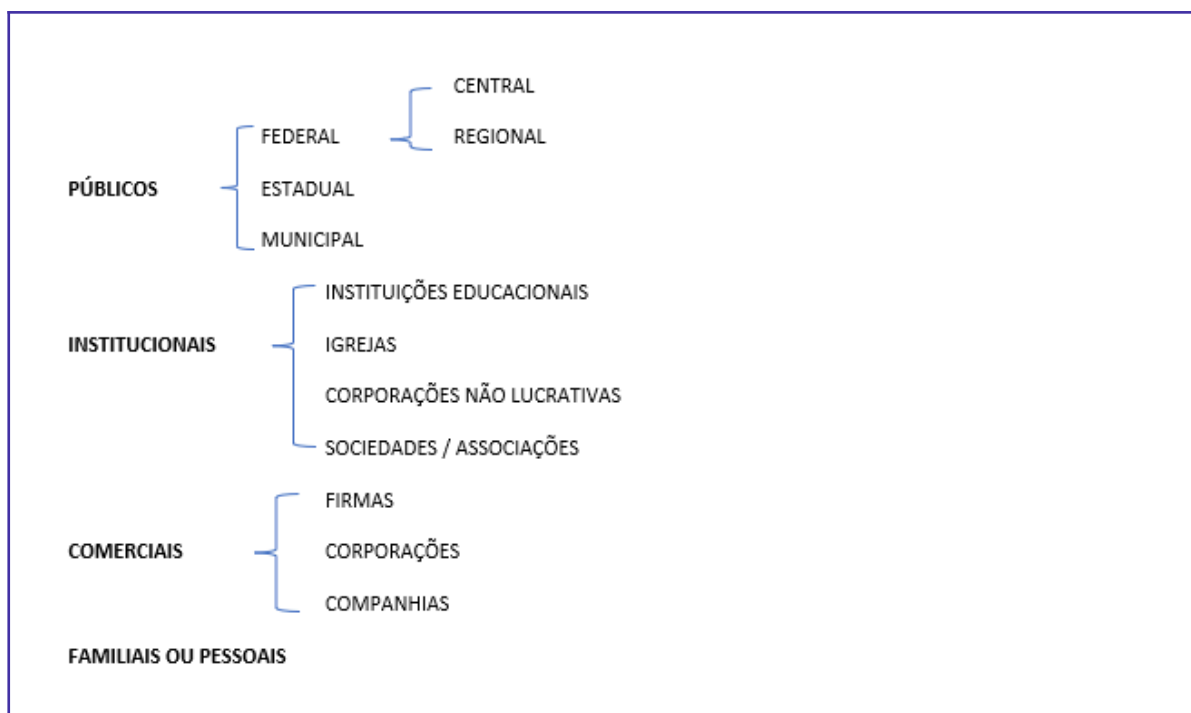 CENTRAL
FEDERAL REGIONAL
PÚBLICOS ESTADUAL
MUNICIPAL
INSTITUIÇÕES EDUCACIONAIS
INSTITUCIONAIS IGREJAS
CORPORAÇÕES NÃO LUCRATIVAS
SOCIEDADES / ASSOCIAÇÕES
FIRMAS
COMERCIAIS CORPORAÇÕES
COMPANHIAS
FAMILIAIS OU PESSOAIS